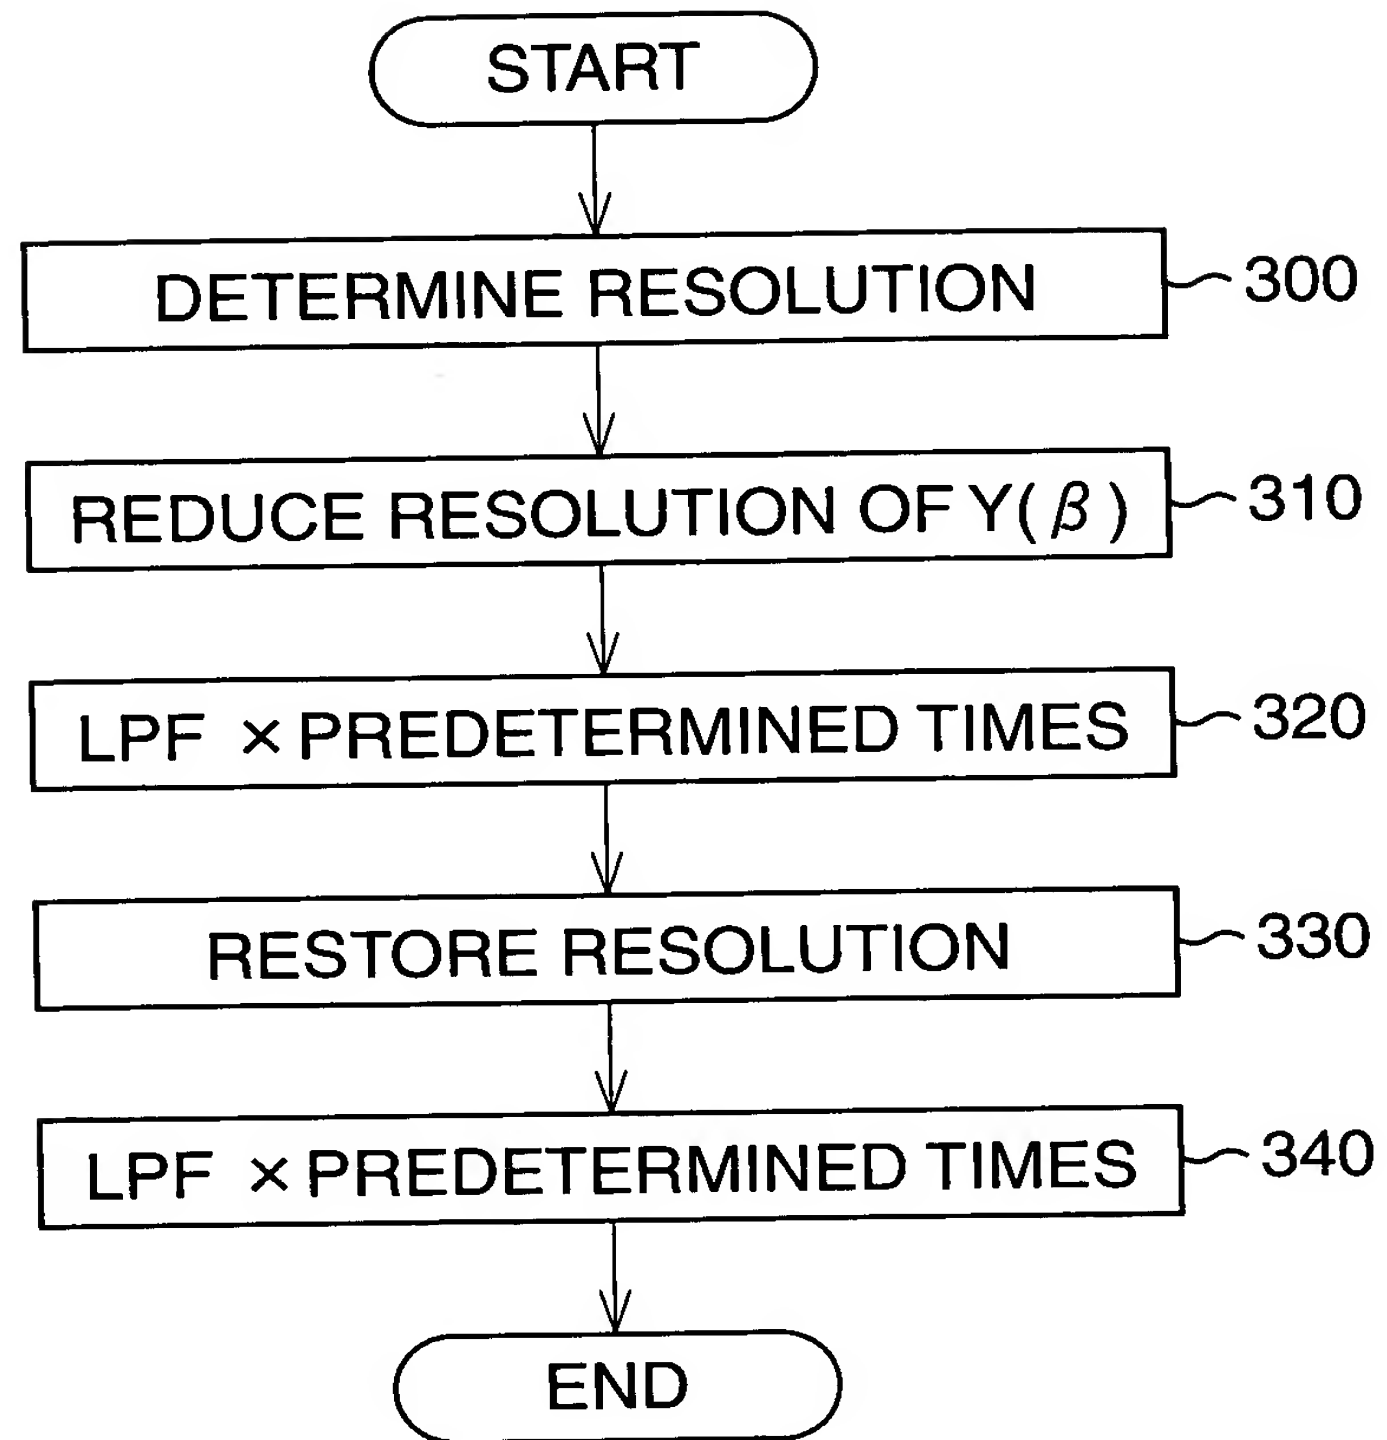 START
DETERMINE RESOLUTION
300
REDUCE RESOLUTION OF Y(β)
310
LPF ×PREDETERMINED TIMES
320
RESTORE RESOLUTION
330
LPF ×PREDETERMINED TIMES
340
END